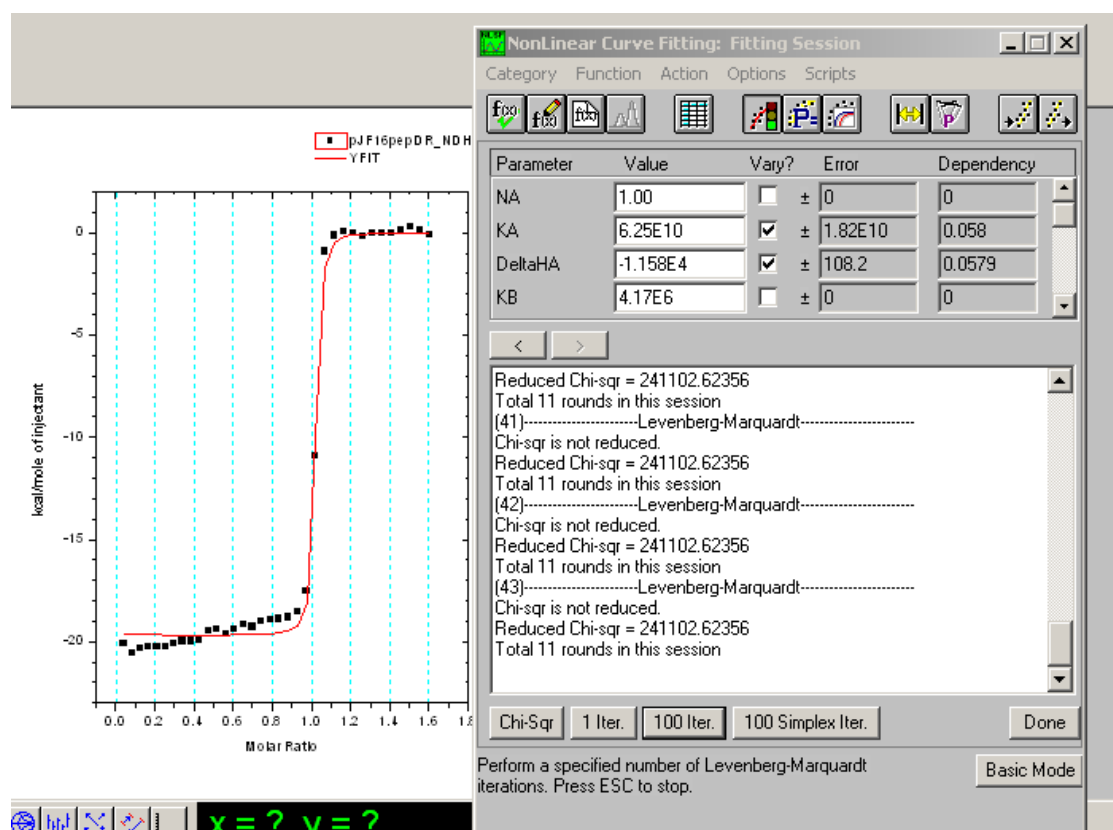 NonLinear Curve Fitting: Fitting Session
Category Function Action Options Scripts
Parameter Value Vary? Error Dependency
NA 1.00 ± 0 0
KA 6.25E10 ± 1.82E10 0.058
DeltaHA -1.158E4 ± 108.2 0.0579
KB 4.17E6 ± 0 0
< >
Reduced Chi-sqr = 241102.62356
Total 11 rounds in this session
(41)-----------------------Levenberg-Marquardt-----------------------
Chi-sqr is not reduced.
Reduced Chi-sqr = 241102.62356
Total 11 rounds in this session
(42)-----------------------Levenberg-Marquardt-----------------------
Chi-sqr is not reduced.
Reduced Chi-sqr = 241102.62356
Total 11 rounds in this session
(43)-----------------------Levenberg-Marquardt-----------------------
Chi-sqr is not reduced.
Reduced Chi-sqr = 241102.62356
Total 11 rounds in this session
Chi-Sqr 1 Iter. 100 Iter. 100 Simplex Iter. Done
Perform a specified number of Levenberg-Marquardt
iterations. Press ESC to stop.
Basic Mode
pJF16pepDR_NDH
YFIT
0
-5
-10
-15
-20
kcal/mole of injectant
0.0 0.2 0.4 0.6 0.8 1.0 1.2 1.4 1.6
Molar Ratio
x = ? y = ?